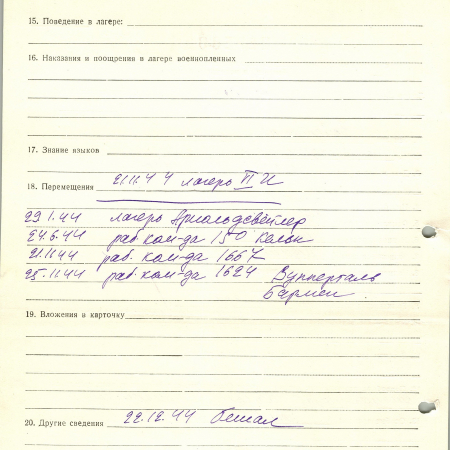 15. Поведение в лагере:
16. Наказания и поощрения в лагере военнопленных
17. Знание языков
18. Перемещения 21.11.44 лагерь VI И
29.1.44 лагерь Арнольдсвейлер
24.6.44 раб. ком-да 150 Кельн
21.11.44 раб. ком-да 1667
25.11.44 раб. ком-да 1624 Вупперталь
Бармен.
19. Вложения в карточку
20. Другие сведения 22.12.44 бежал